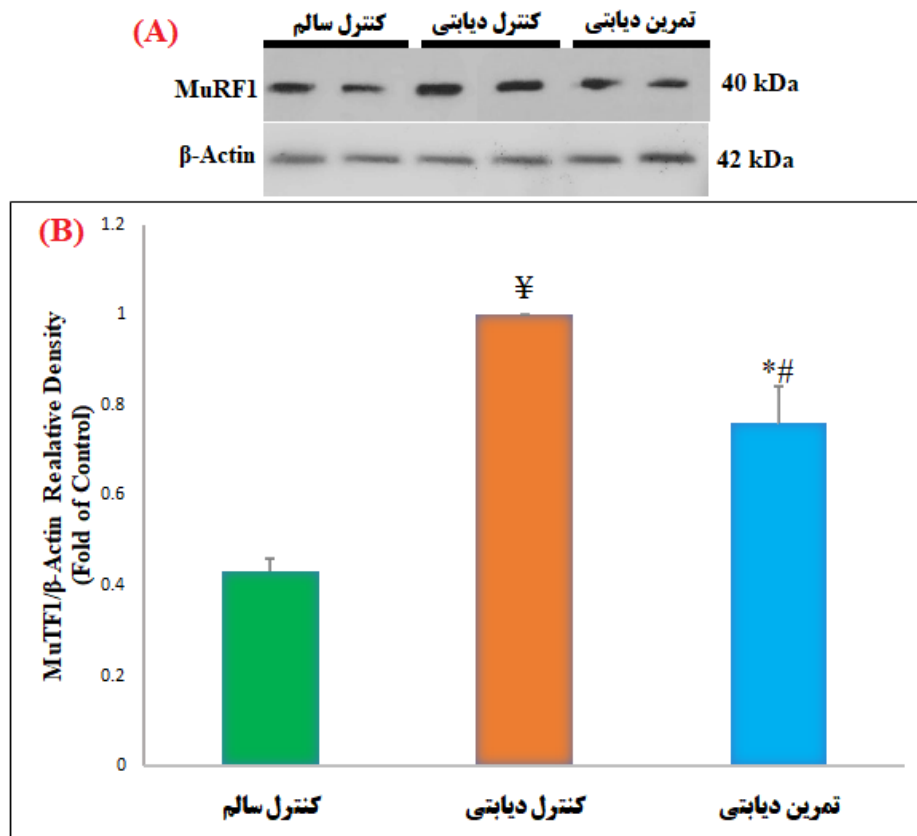 (A)
کنترل سالم کنترل دیابتی تمرین دیابتی
MuRF1 40 kDa
β-Actin 42 kDa
(B)
MuTF1/β-Actin Realative Density
(Fold of Control)
1.2
1
0.8
0.6
0.4
0.2
0
¥
*#
کنترل سالم کنترل دیابتی تمرین دیابتی